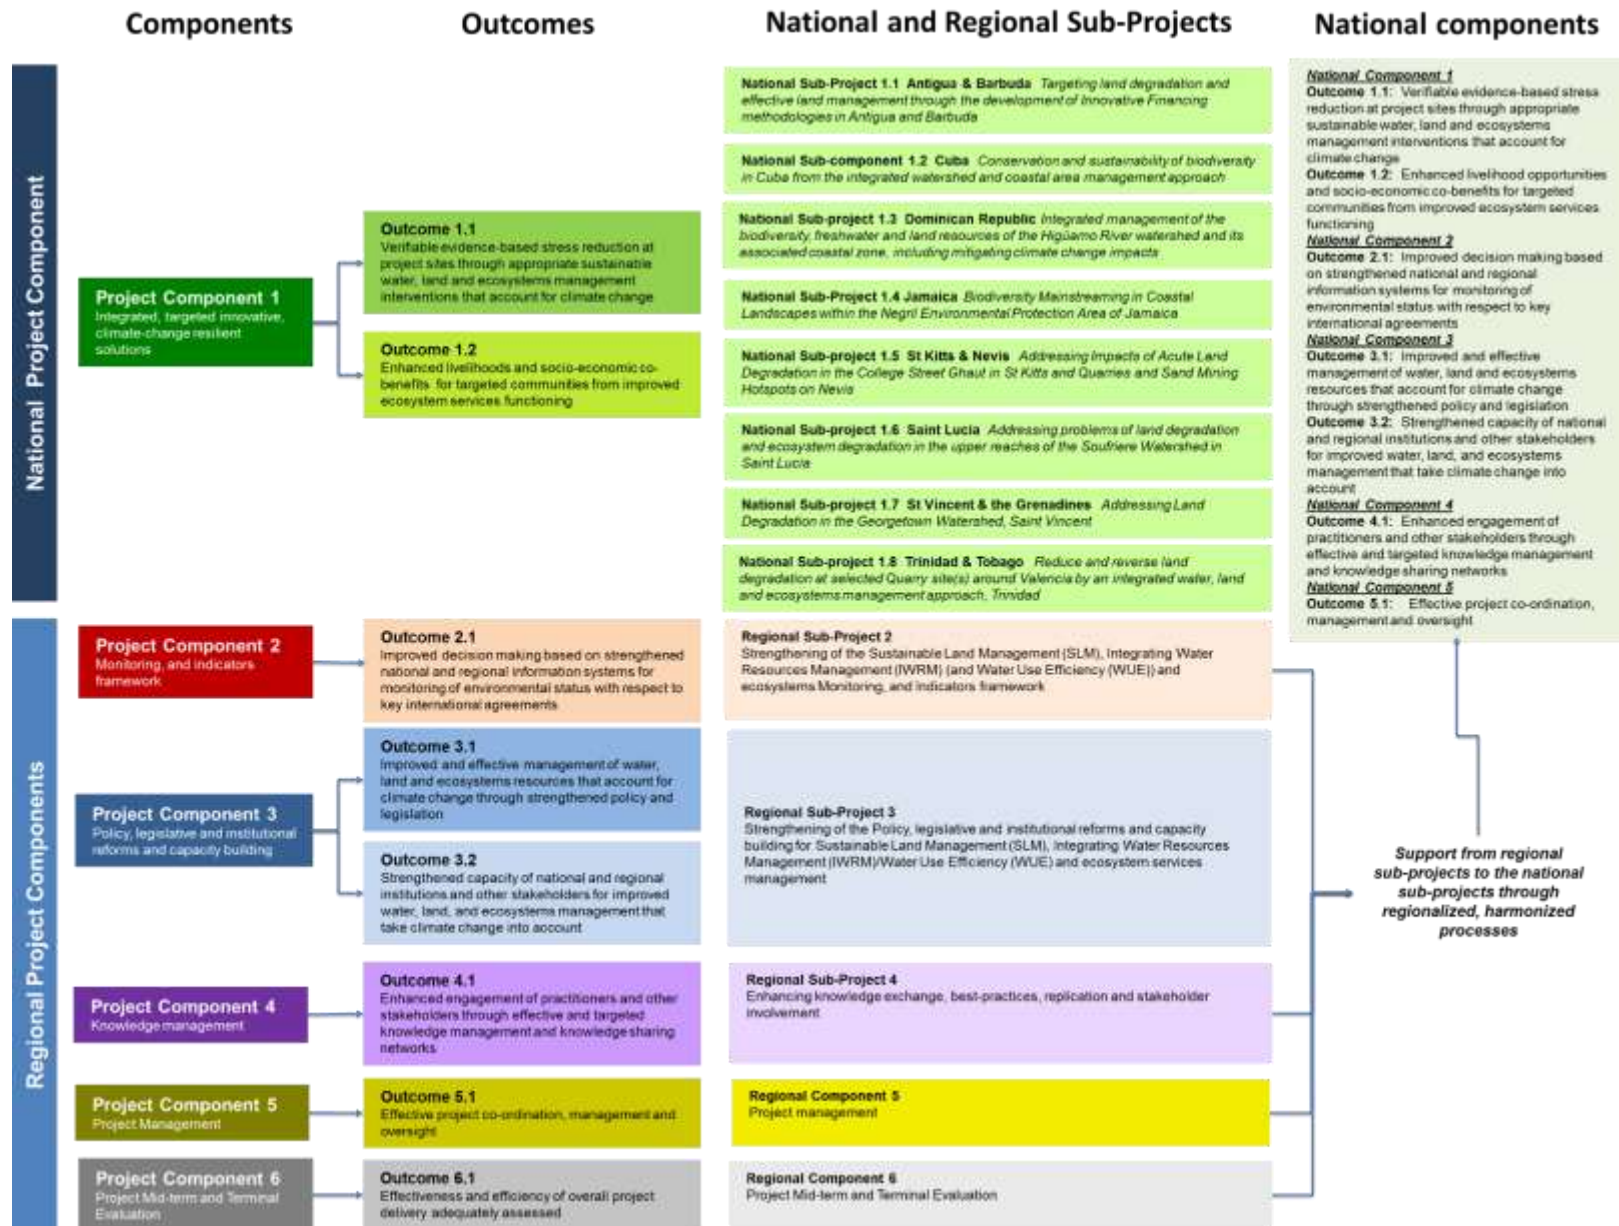 Components
Outcomes
National and Regional Sub-Projects
National components
National Project Component
Project Component 1
Integrated, targeted innovative,
climate-change resilient
solutions
Outcome 1.1
Verifiable evidence-based stress reduction at
project sites through appropriate sustainable
water, land and ecosystems management
interventions that account for climate change
Outcome 1.2
Enhanced livelihoods and socio-economic co-
benefits for targeted communities from improved
ecosystem services functioning
National Sub-Project 1.1 Antigua & Barbuda Targeting land degradation and
effective land management through the development of Innovative Financing
methodologies in Antigua and Barbuda
National Sub-component 1.2 Cuba Conservation and sustainability of biodiversity
in Cuba from the integrated watershed and coastal area management approach
National Sub-project 1.3 Dominican Republic Integrated management of the
biodiversity, freshwater and land resources of the Higüamo River watershed and its
associated coastal zone, including mitigating climate change impacts
National Sub-Project 1.4 Jamaica Biodiversity Mainstreaming in Coastal
Landscapes within the Negril Environmental Protection Area of Jamaica
National Sub-project 1.5 St Kitts & Nevis Addressing Impacts of Acute Land
Degradation in the College Street Ghaut in St Kitts and Quarries and Sand Mining
Hotspots on Nevis
National Sub-project 1.6 Saint Lucia Addressing problems of land degradation
and ecosystem degradation in the upper reaches of the Soufriere Watershed in
Saint Lucia
National Sub-project 1.7 St Vincent & the Grenadines Addressing Land
Degradation in the Georgetown Watershed, Saint Vincent
National Sub-project 1.8 Trinidad & Tobago Reduce and reverse land
degradation at selected Quarry site(s) around Valencia by an integrated water, land
and ecosystems management approach, Trinidad
National Component 1
Outcome 1.1: Verifiable evidence-based stress
reduction at project sites through appropriate
sustainable water, land and ecosystems
management interventions that account for
climate change
Outcome 1.2: Enhanced livelihood opportunities
and socio-economic co-benefits for targeted
communities from improved ecosystem services
functioning
National Component 2
Outcome 2.1: Improved decision making based
on strengthened national and regional
information systems for monitoring of
environmental status with respect to key
international agreements
National Component 3
Outcome 3.1: Improved and effective
management of water, land and ecosystems
resources that account for climate change
through strengthened policy and legislation
Outcome 3.2: Strengthened capacity of national
and regional institutions and other stakeholders
for improved water, land, and ecosystems
management that take climate change into
account
National Component 4
Outcome 4.1: Enhanced engagement of
practitioners and other stakeholders through
effective and targeted knowledge management
and knowledge sharing networks
National Component 5
Outcome 5.1: Effective project co-ordination,
management and oversight
Regional Project Components
Project Component 2
Monitoring, and indicators
framework
Outcome 2.1
Improved decision making based on strengthened
national and regional information systems for
monitoring of environmental status with respect to
key international agreements
Regional Sub-Project 2
Strengthening of the Sustainable Land Management (SLM), Integrating Water
Resources Management (IWRM) (and Water Use Efficiency (WUE)) and
ecosystems Monitoring, and indicators framework
Project Component 3
Policy, legislative and institutional
reforms and capacity building
Outcome 3.1
Improved and effective management of water,
land and ecosystems resources that account for
climate change through strengthened policy and
legislation
Outcome 3.2
Strengthened capacity of national and regional
institutions and other stakeholders for improved
water, land, and ecosystems management that
take climate change into account
Regional Sub-Project 3
Strengthening of the Policy, legislative and institutional reforms and capacity
building for Sustainable Land Management (SLM), Integrating Water Resources
Management (IWRM)/Water Use Efficiency (WUE) and ecosystem services
management
Project Component 4
Knowledge management
Outcome 4.1
Enhanced engagement of practitioners and other
stakeholders through effective and targeted
knowledge management and knowledge sharing
networks
Regional Sub-Project 4
Enhancing knowledge exchange, best-practices, replication and stakeholder
involvement
Project Component 5
Project Management
Outcome 5.1
Effective project co-ordination, management and
oversight
Regional Component 5
Project management
Project Component 6
Project Mid-term and Terminal
Evaluation
Outcome 6.1
Effectiveness and efficiency of overall project
delivery adequately assessed
Regional Component 6
Project Mid-term and Terminal Evaluation
Support from regional
sub-projects to the national
sub-projects through
regionalized, harmonized
processes